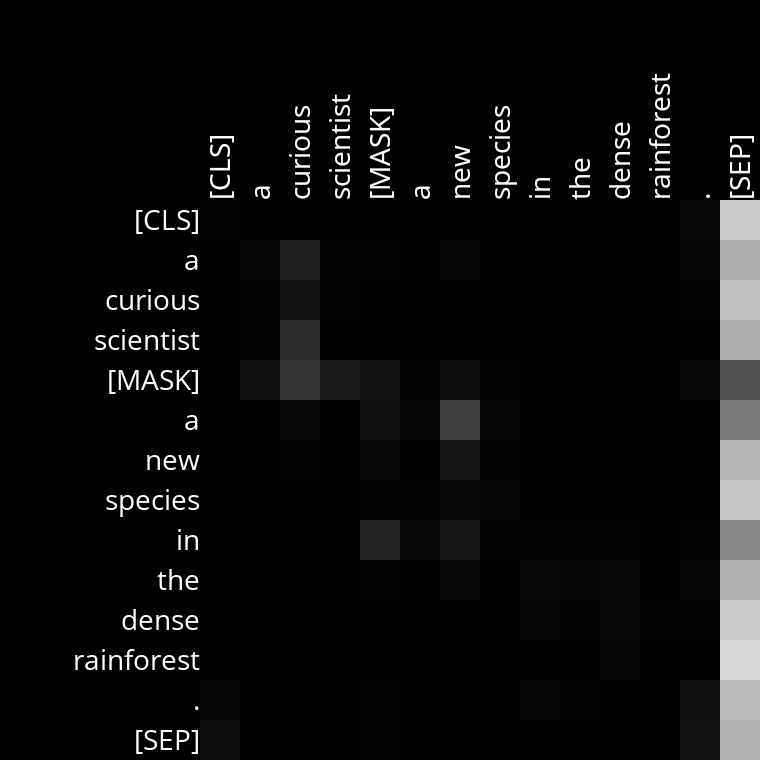 [CLS] a curious scientist [MASK] a new species in the dense rainforest . [SEP]
[CLS]
a
curious
scientist
[MASK]
a
new
species
in
the
dense
rainforest
.
[SEP]